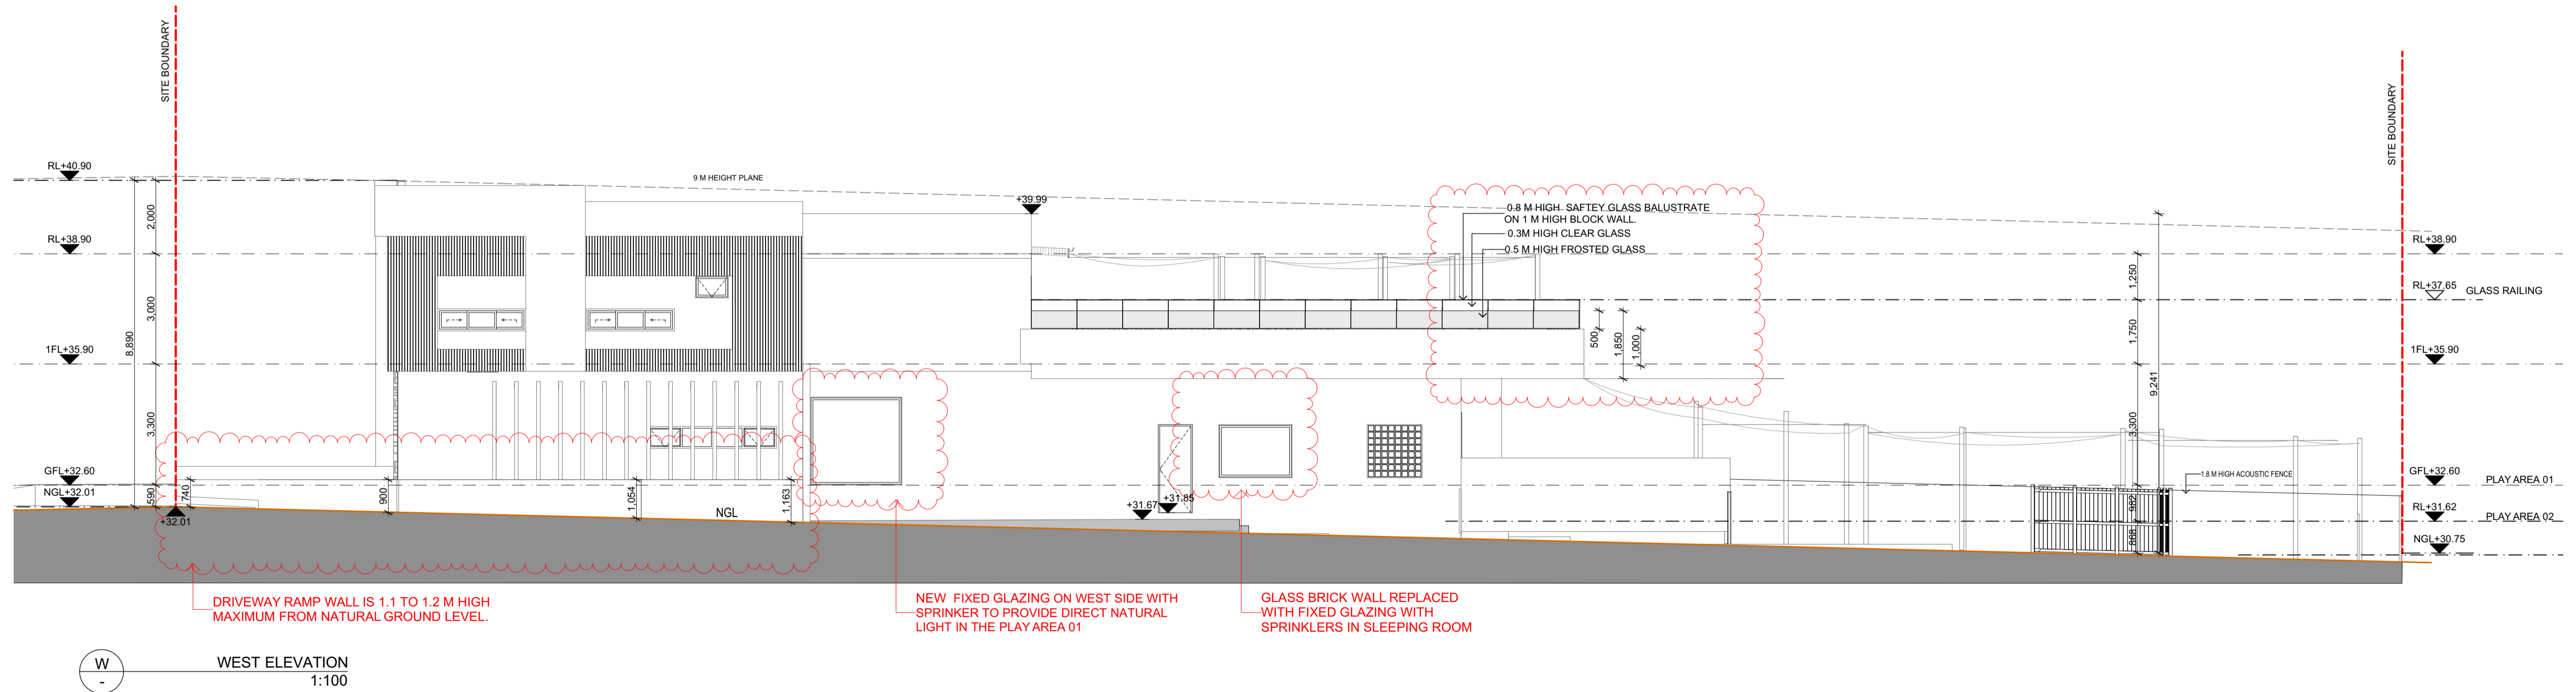 SITE BOUNDARY
SITE BOUNDARY
RL+40.90
9 M HEIGHT PLANE
+39.99
0.8 M HIGH SAFTEY GLASS BALUSTRATE
ON 1 M HIGH BLOCK WALL.
0.3M HIGH CLEAR GLASS
0.5 M HIGH FROSTED GLASS
2,000
RL+38.90
RL+38.90
1,250
RL+37.65
GLASS RAILING
3,000
8,890
500
1,850
1,000
1,750
1FL+35.90
1FL+35.90
9,241
3,300
3,300
GFL+32.60
NGL+32.01
590
740
900
1,054
1,163
+32.01
NGL
+31.67
+31.85
1.8 M HIGH ACOUSTIC FENCE
GFL+32.60
PLAY AREA 01
982
RL+31.62
PLAY AREA 02
868
NGL+30.75
DRIVEWAY RAMP WALL IS 1.1 TO 1.2 M HIGH
MAXIMUM FROM NATURAL GROUND LEVEL.
NEW FIXED GLAZING ON WEST SIDE WITH
SPRINKER TO PROVIDE DIRECT NATURAL
LIGHT IN THE PLAY AREA 01
GLASS BRICK WALL REPLACED
WITH FIXED GLAZING WITH
SPRINKLERS IN SLEEPING ROOM
W
-
WEST ELEVATION
1:100